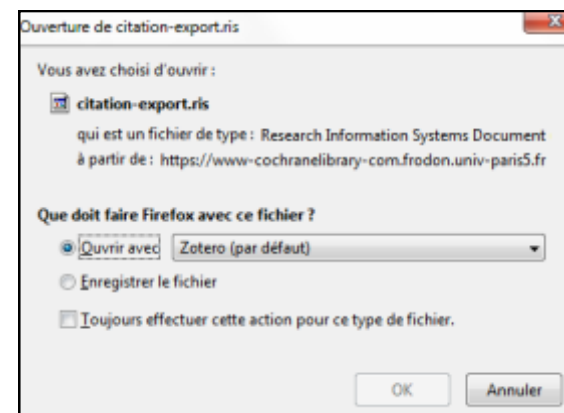 Ouverture de citation-export.ris
Vous avez choisi d'ouvrir :
citation-export.ris
qui est un fichier de type : Research Information Systems Document
à partir de : https://www-cochranelibrary-com.frodon.univ-paris5.fr
Que doit faire Firefox avec ce fichier ?
Ouvrir avec Zotero (par défaut)
Enregistrer le fichier
Toujours effectuer cette action pour ce type de fichier.
OK Annuler